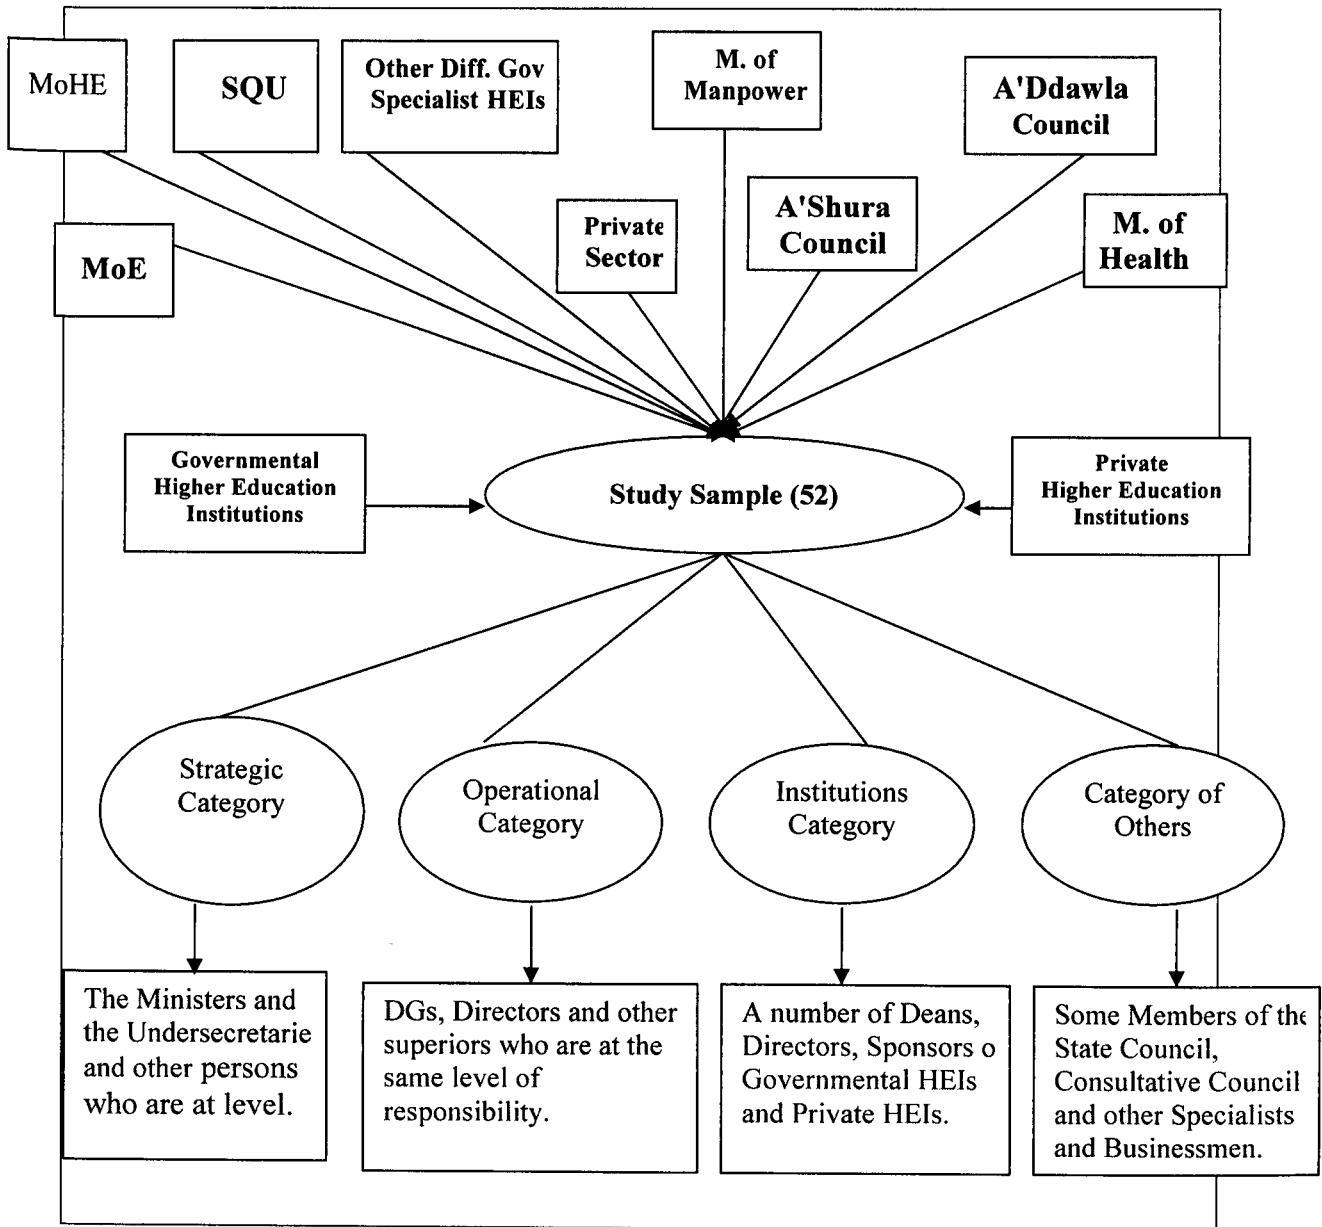 MoHE
SQU
Other Diff. Gov
Specialist HEIs
M. of
Manpower
A'Ddawla
Council
MoE
Private
Sector
A'Shura
Council
M. of
Health
Governmental
Higher Education
Institutions
Study Sample (52)
Private
Higher Education
Institutions
Strategic
Category
Operational
Category
Institutions
Category
Category of
Others
The Ministers and
the Undersecretarie
and other persons
who are at level.
DGs, Directors and other
superiors who are at the
same level of
responsibility.
A number of Deans,
Directors, Sponsors o
Governmental HEIs
and Private HEIs.
Some Members of the
State Council,
Consultative Council
and other Specialists
and Businessmen.